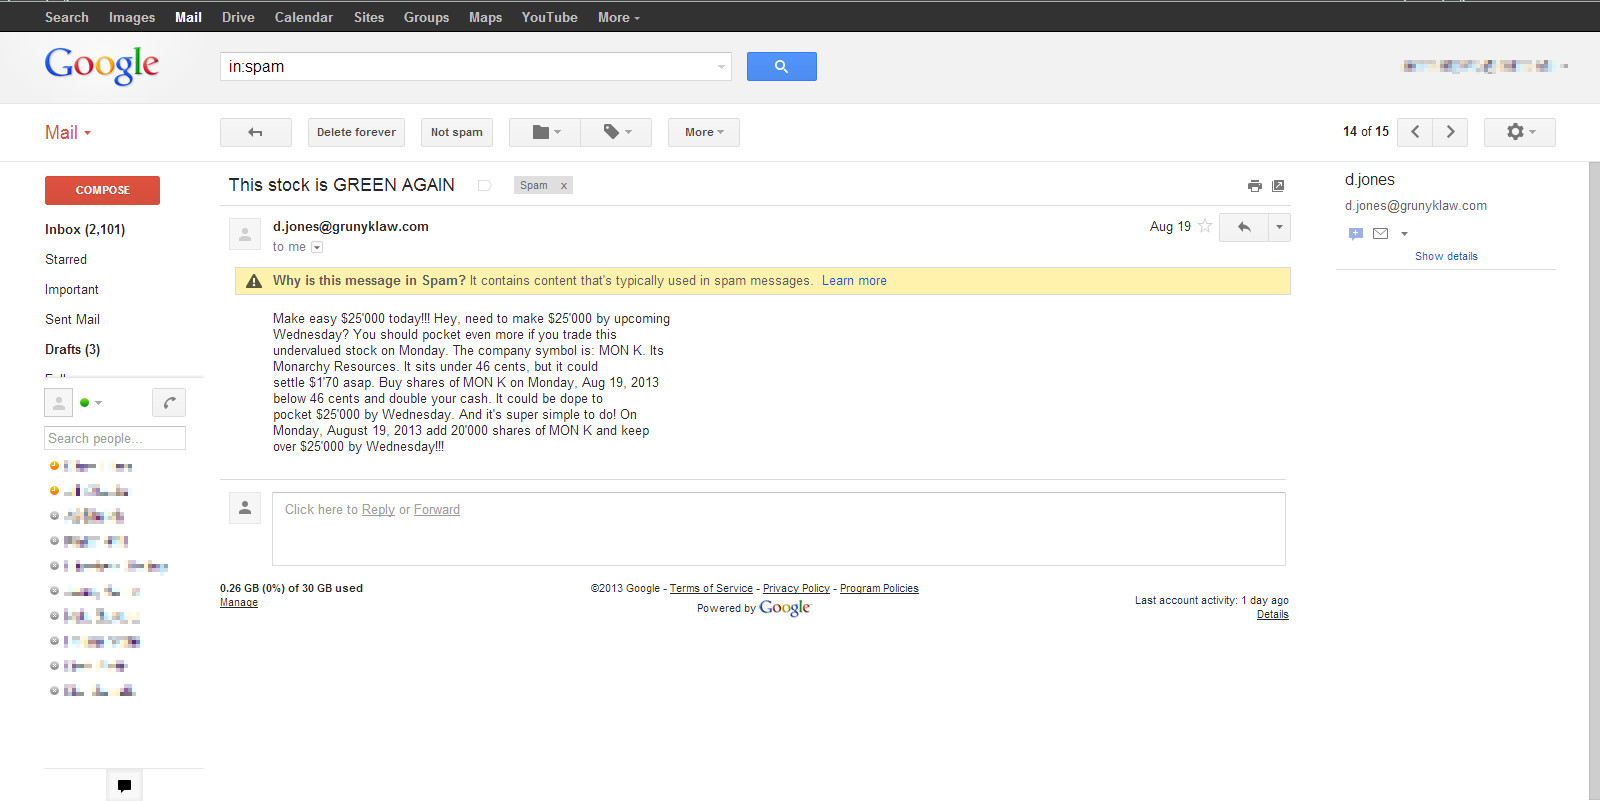 Search Images Mail Drive Calendar Sites Groups Maps YouTube More
Google
in:spam
Mail
Delete forever
Not spam
More
14 of 15
COMPOSE
Inbox (2,101)
Starred
Important
Sent Mail
Drafts (3)
Search people...
This stock is GREEN AGAIN
Spam x
d.jones@grunyklaw.com
to me
Aug 19
Why is this message in Spam? It contains content that's typically used in spam messages. Learn more
Make easy $25'000 today!!! Hey, need to make $25'000 by upcoming
Wednesday? You should pocket even more if you trade this
undervalued stock on Monday. The company symbol is: MON K. Its
Monarchy Resources. It sits under 46 cents, but it could
settle $1'70 asap. Buy shares of MON K on Monday, Aug 19, 2013
below 46 cents and double your cash. It could be dope to
pocket $25'000 by Wednesday. And it's super simple to do! On
Monday, August 19, 2013 add 20'000 shares of MON K and keep
over $25'000 by Wednesday!!!
Click here to Reply or Forward
0.26 GB (0%) of 30 GB used
Manage
©2013 Google - Terms of Service - Privacy Policy - Program Policies
Powered by Google
Last account activity: 1 day ago
Details
d.jones
d.jones@grunyklaw.com
Show details